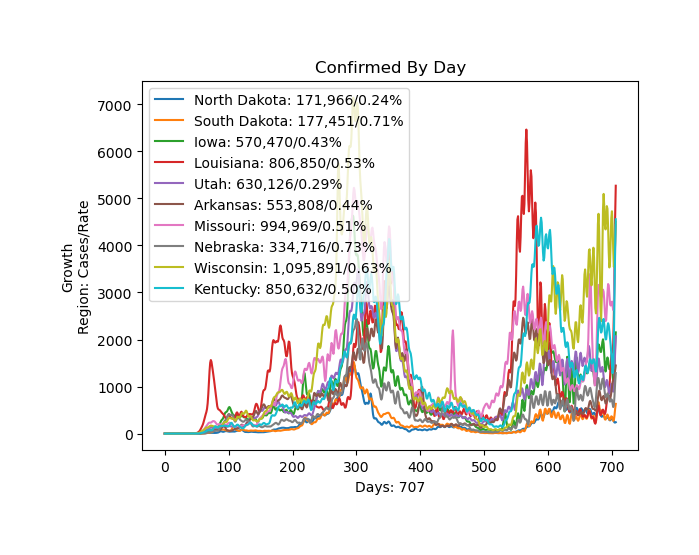 Confirmed By Day
Growth
Region: Cases/Rate
7000
6000
5000
4000
3000
2000
1000
0
North Dakota: 171,966/0.24%
South Dakota: 177,451/0.71%
Iowa: 570,470/0.43%
Louisiana: 806,850/0.53%
Utah: 630,126/0.29%
Arkansas: 553,808/0.44%
Missouri: 994,969/0.51%
Nebraska: 334,716/0.73%
Wisconsin: 1,095,891/0.63%
Kentucky: 850,632/0.50%
0 100 200 300 400 500 600 700
Days: 707